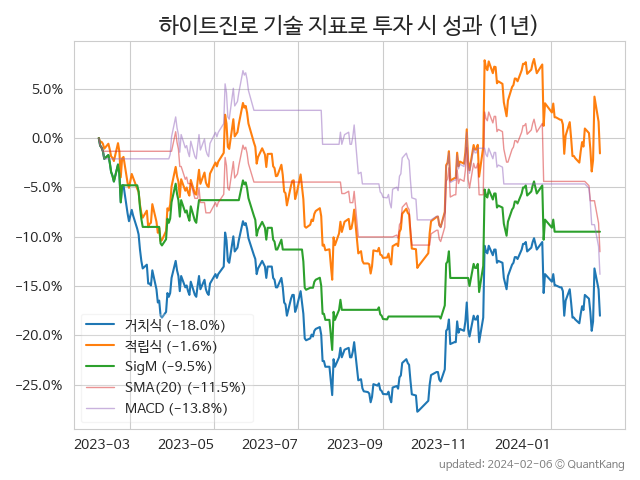 하이트진로 기술 지표로 투자 시 성과 (1년)
5.0%
0.0%
−5.0%
−10.0%
−15.0%
−20.0%
−25.0%
거치식 (−18.0%)
적립식 (−1.6%)
SigM (−9.5%)
SMA(20) (−11.5%)
MACD (−13.8%)
2023-03 2023-05 2023-07 2023-09 2023-11 2024-01
updated: 2024-02-06 ⓒ QuantKang